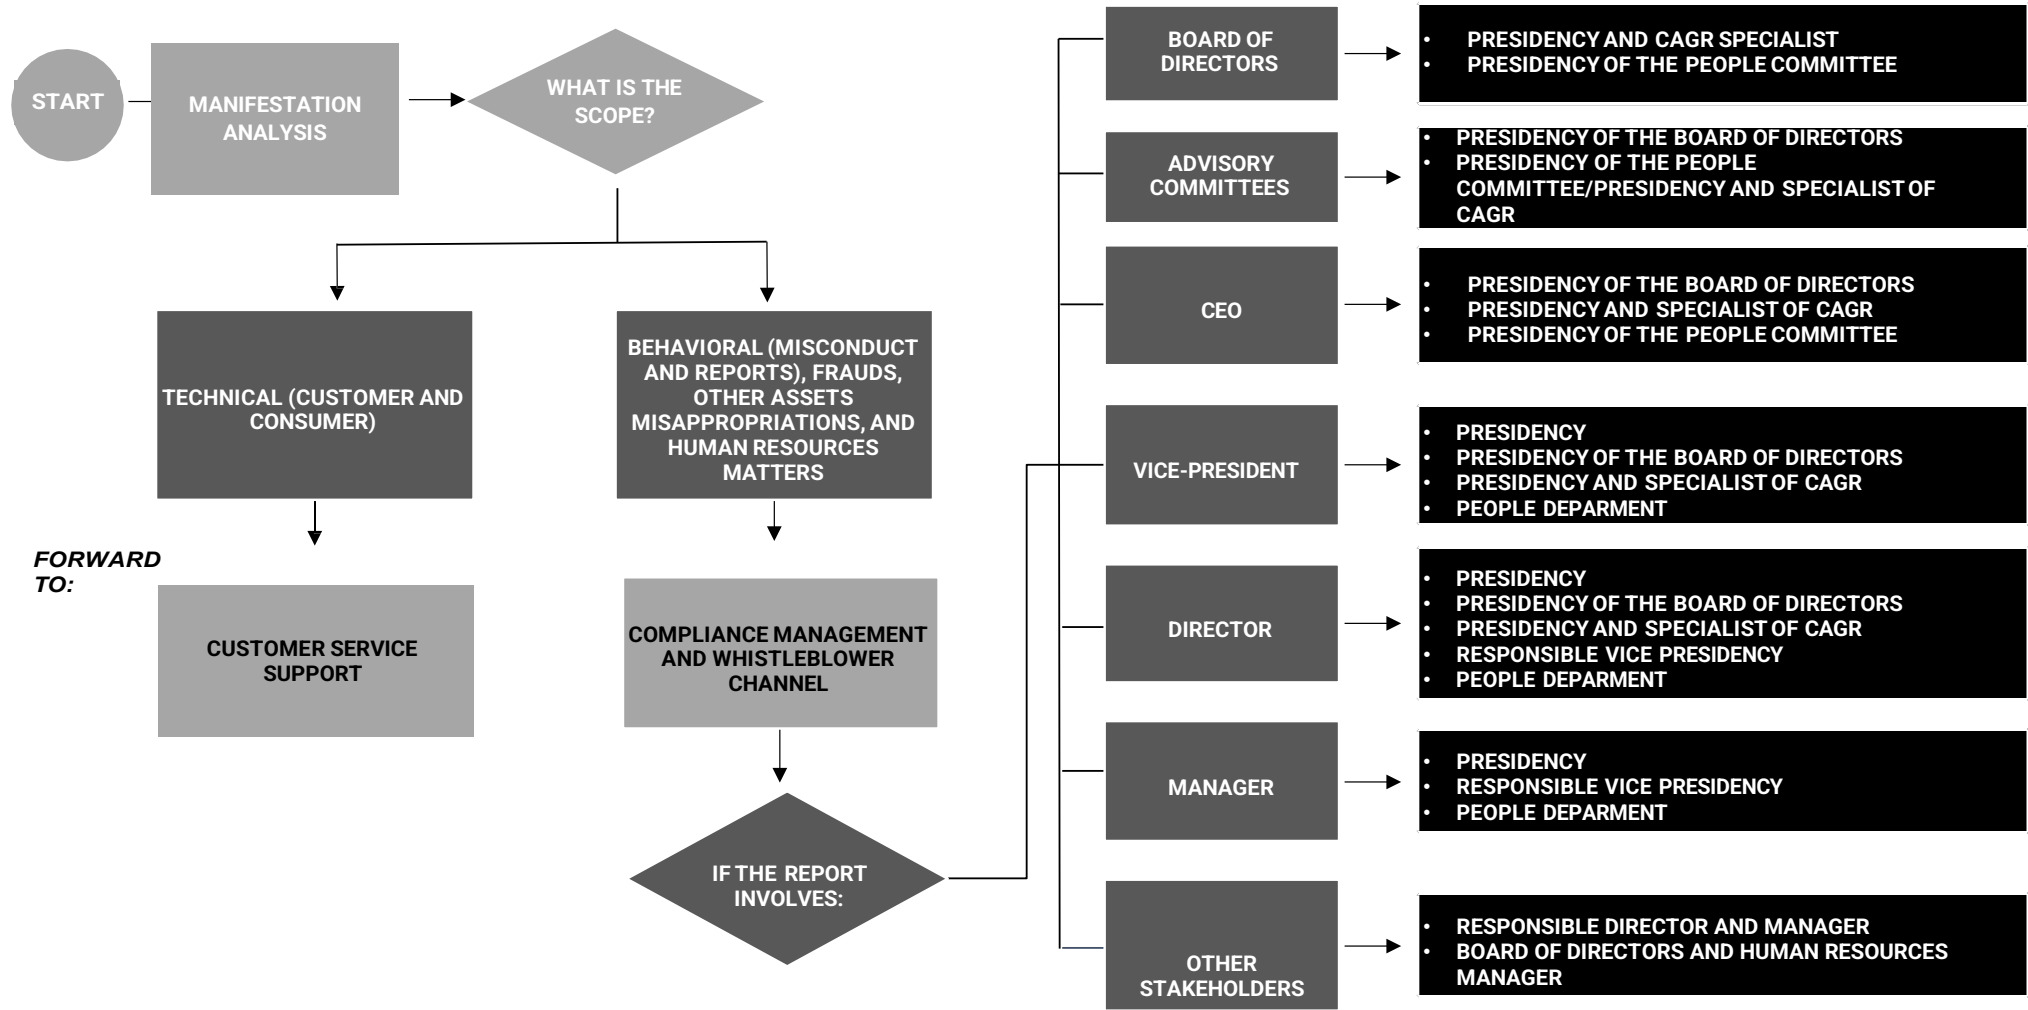 START
MANIFESTATION
ANALYSIS
WHAT IS THE
SCOPE?
TECHNICAL (CUSTOMER AND
CONSUMER)
BEHAVIORAL (MISCONDUCT
AND REPORTS), FRAUDS,
OTHER ASSETS
MISAPPROPRIATIONS, AND
HUMAN RESOURCES
MATTERS
FORWARD
TO:
CUSTOMER SERVICE
SUPPORT
COMPLIANCE MANAGEMENT
AND WHISTLEBLOWER
CHANNEL
IF THE REPORT
INVOLVES:
BOARD OF
DIRECTORS
• PRESIDENCY AND CAGR SPECIALIST
• PRESIDENCY OF THE PEOPLE COMMITTEE
ADVISORY
COMMITTEES
• PRESIDENCY OF THE BOARD OF DIRECTORS
• PRESIDENCY OF THE PEOPLE
COMMITTEE/PRESIDENCY AND SPECIALIST OF
CAGR
CEO
• PRESIDENCY OF THE BOARD OF DIRECTORS
• PRESIDENCY AND SPECIALIST OF CAGR
• PRESIDENCY OF THE PEOPLE COMMITTEE
VICE-PRESIDENT
• PRESIDENCY
• PRESIDENCY OF THE BOARD OF DIRECTORS
• PRESIDENCY AND SPECIALIST OF CAGR
• PEOPLE DEPARMENT
DIRECTOR
• PRESIDENCY
• PRESIDENCY OF THE BOARD OF DIRECTORS
• PRESIDENCY AND SPECIALIST OF CAGR
• RESPONSIBLE VICE PRESIDENCY
• PEOPLE DEPARMENT
MANAGER
• PRESIDENCY
• RESPONSIBLE VICE PRESIDENCY
• PEOPLE DEPARMENT
OTHER
STAKEHOLDERS
• RESPONSIBLE DIRECTOR AND MANAGER
• BOARD OF DIRECTORS AND HUMAN RESOURCES
MANAGER